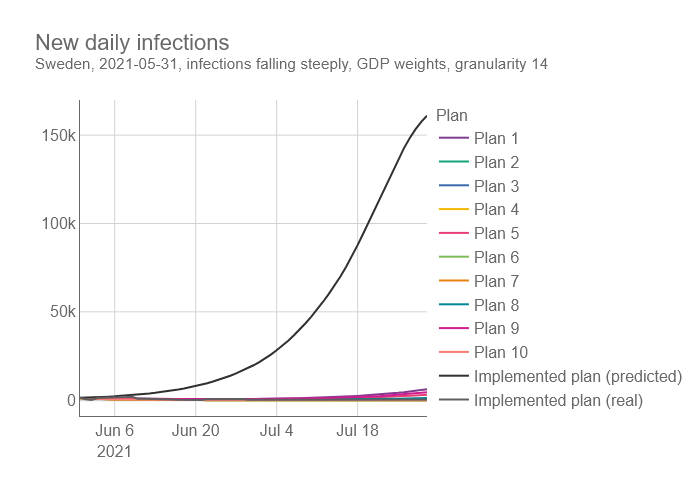 New daily infections
Sweden, 2021-05-31, infections falling steeply, GDP weights, granularity 14
150k
100k
50k
0
Jun 6
2021
Jun 20
Jul 4
Jul 18
Plan
Plan 1
Plan 2
Plan 3
Plan 4
Plan 5
Plan 6
Plan 7
Plan 8
Plan 9
Plan 10
Implemented plan (predicted)
Implemented plan (real)